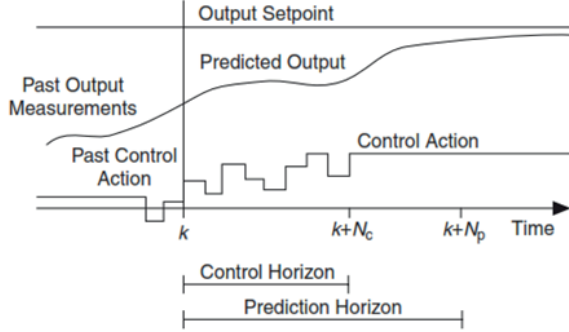 Output Setpoint
Predicted Output
Past Output
Measurements
Past Control
Action
Control Action
k
k+Nc
k+Np
Time
Control Horizon
Prediction Horizon